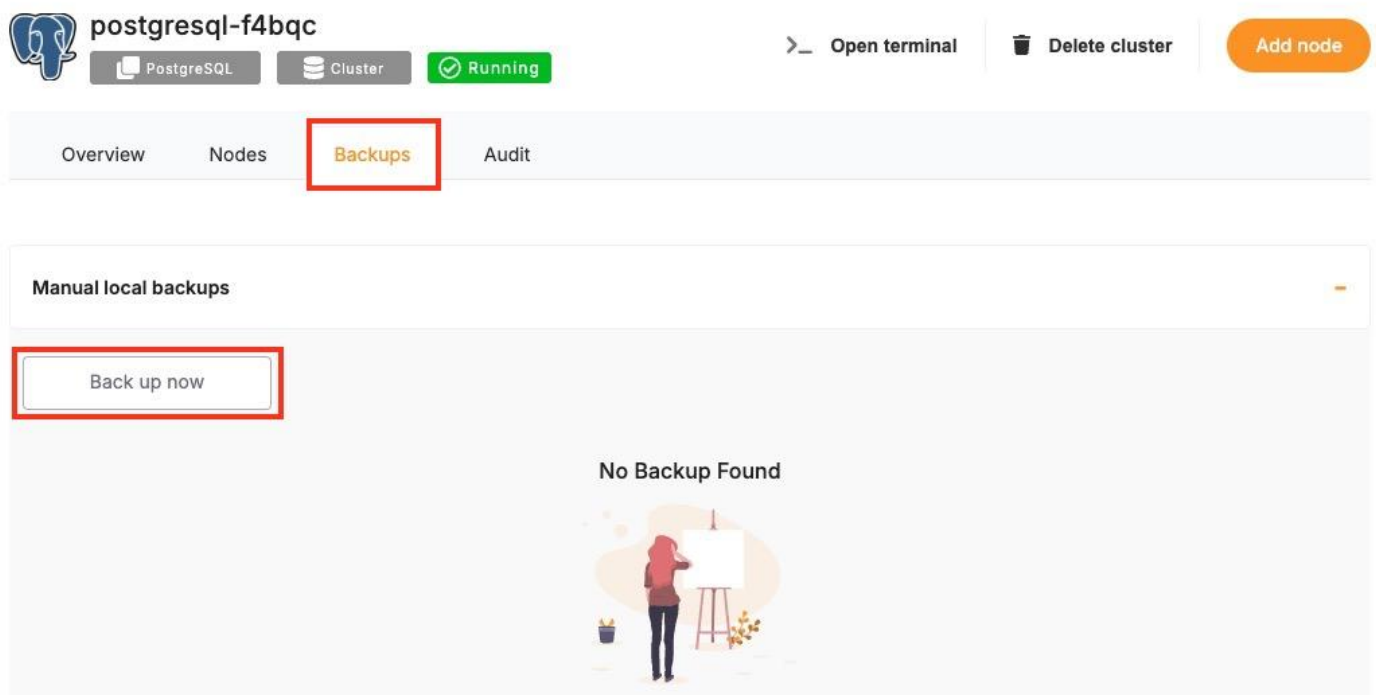 postgresql-f4bqc
PostgreSQL Cluster Running
>_ Open terminal Delete cluster Add node
Overview Nodes Backups Audit
Manual local backups -
Back up now
No Backup Found